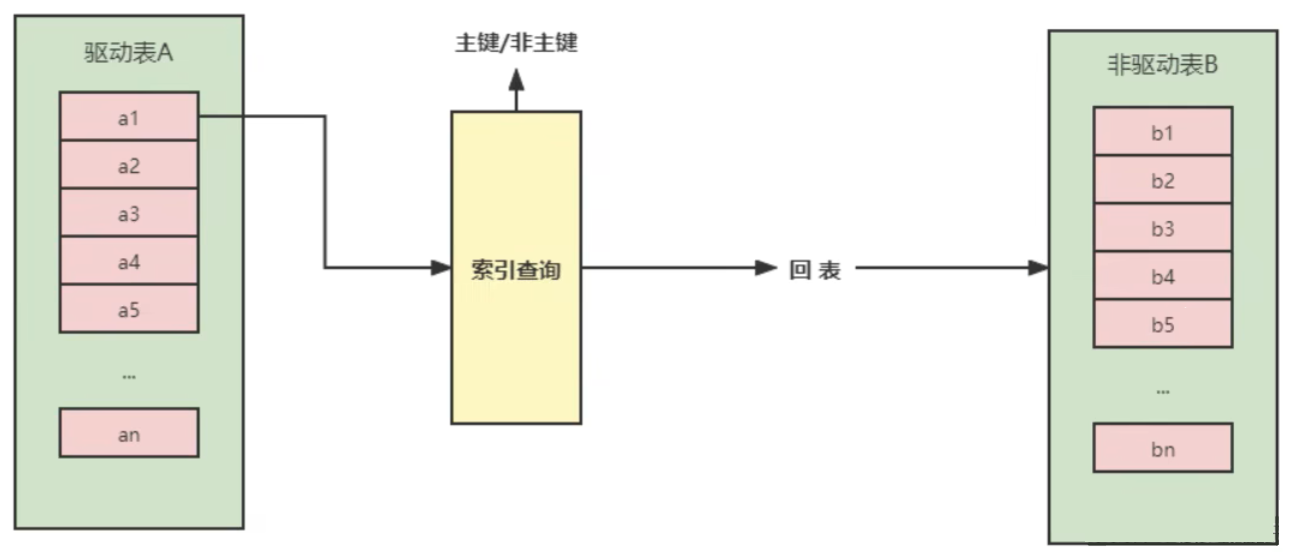 驱动表A
a1
a2
a3
a4
a5
...
an
主键/非主键
索引查询
回 表
非驱动表B
b1
b2
b3
b4
b5
...
bn